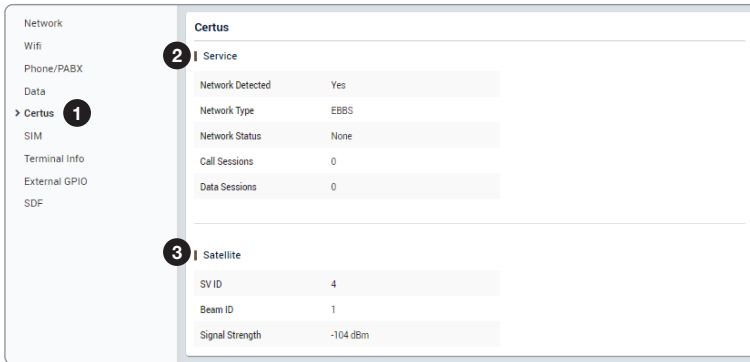 Network
Wifi
Phone/PABX
Data
> Certus 1
SIM
Terminal Info
External GPIO
SDF
Certus
2 Service
Network Detected Yes
Network Type EBBS
Network Status None
Call Sessions 0
Data Sessions 0
3 Satellite
SV ID 4
Beam ID 1
Signal Strength -104 dBm